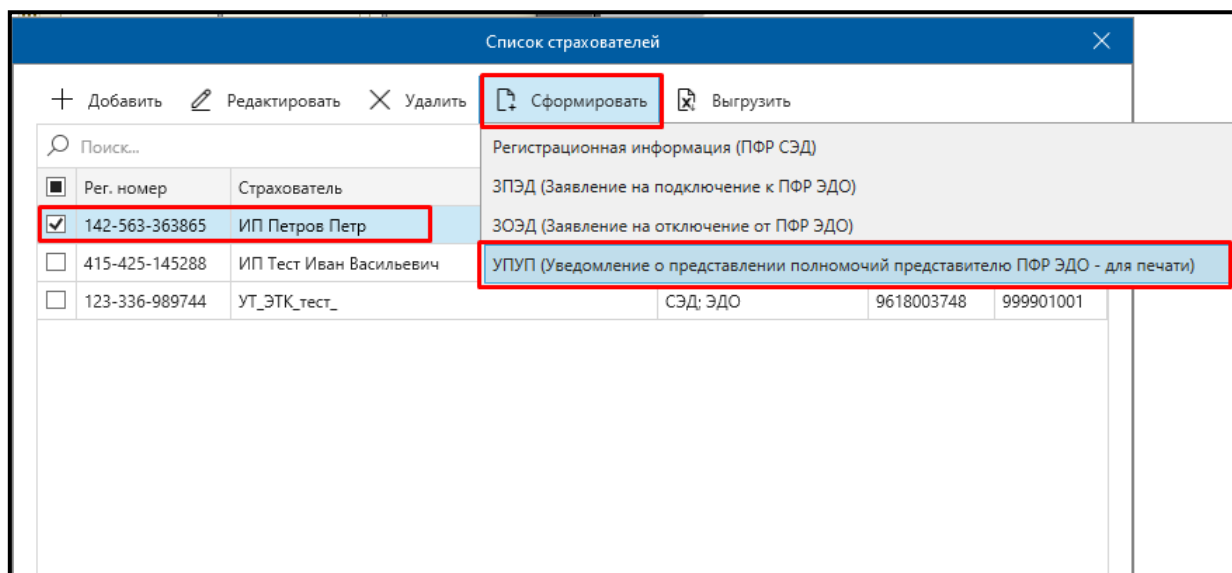 Список страхователей
Добавить Редактировать Удалить Сформировать Выгрузить
Поиск...
Регистрационная информация (ПФР СЭД)
ЗПЭД (Заявление на подключение к ПФР ЭДО)
ЗОЭД (Заявление на отключение от ПФР ЭДО)
УПУП (Уведомление о представлении полномочий представителю ПФР ЭДО - для печати)
Рег. номер Страхователь
142-563-363865 ИП Петров Петр
415-425-145288 ИП Тест Иван Васильевич
123-336-989744 УТ_ЭТК_тест_ СЭД; ЭДО 9618003748 999901001